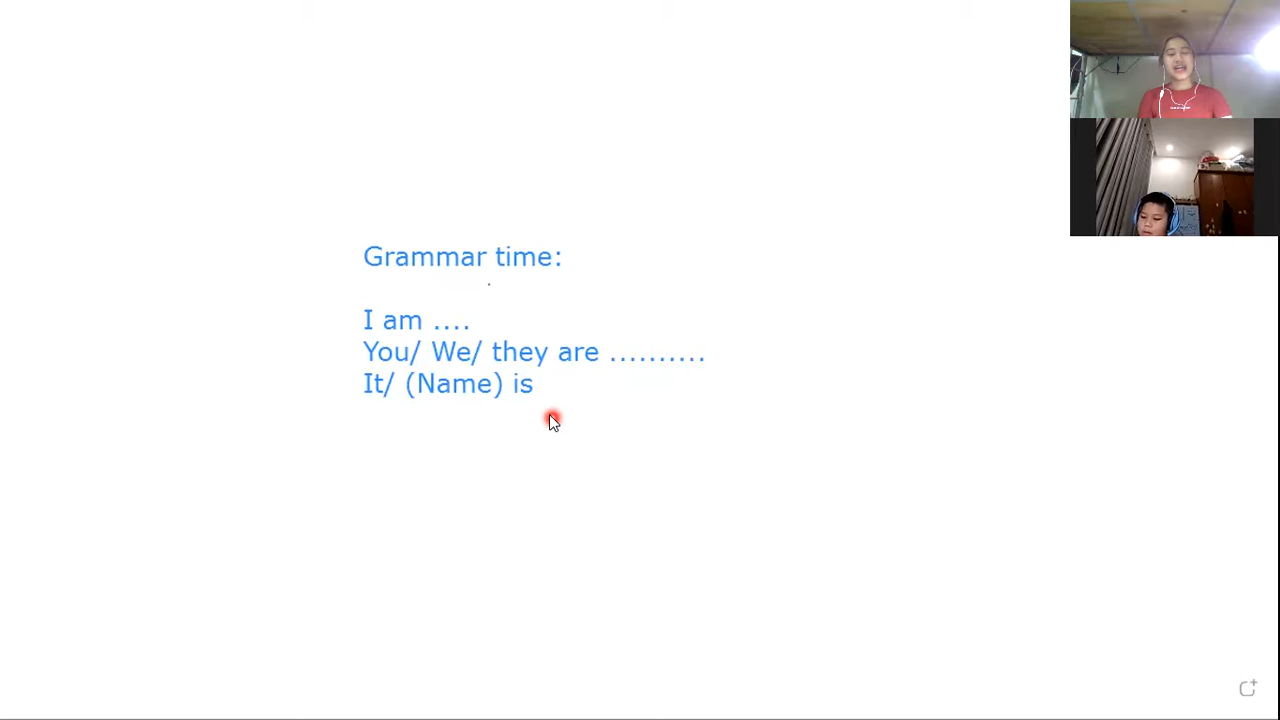 Grammar time:
I am ....
You/ We/ they are ..........
It/ (Name) is